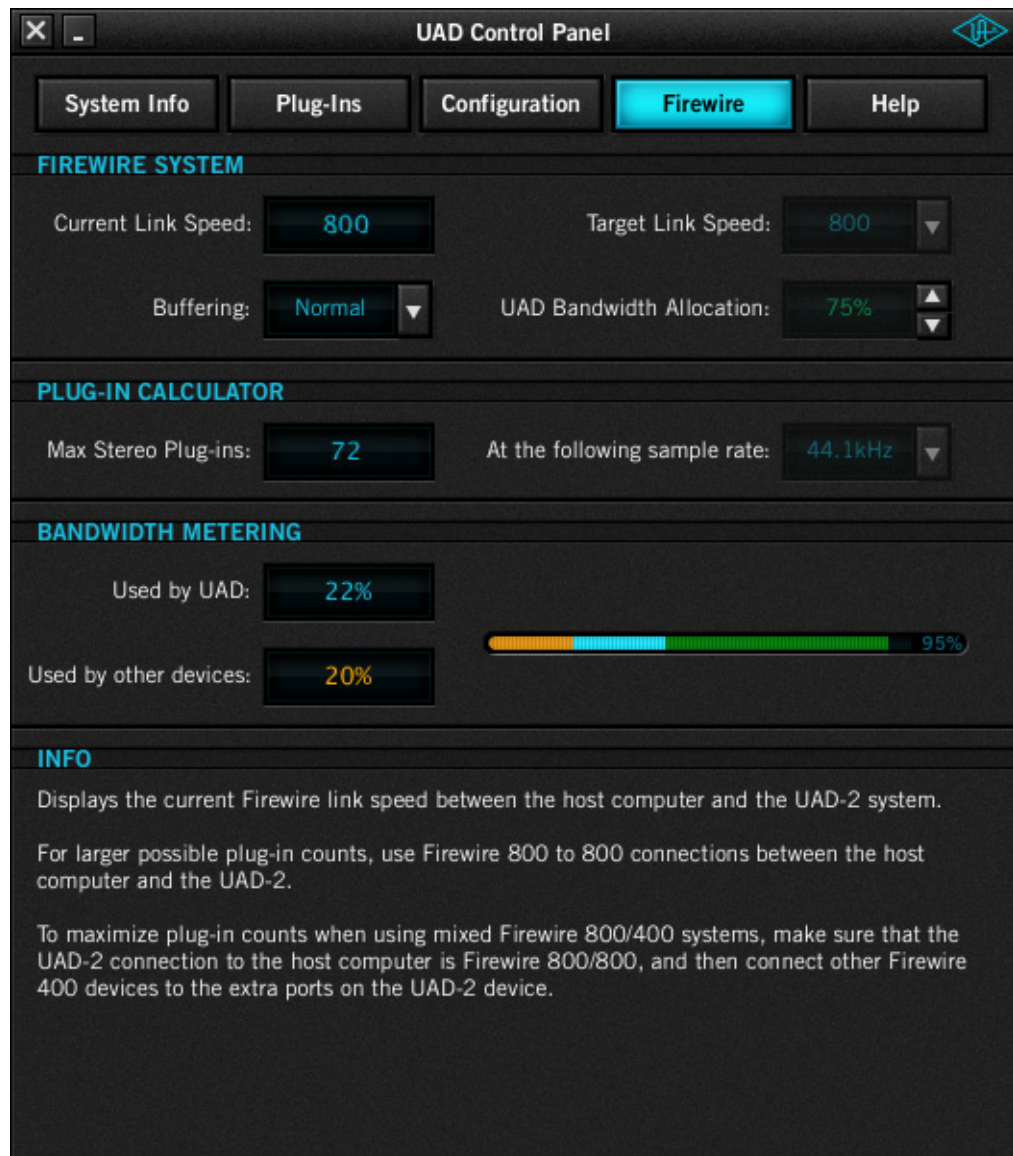 UAD Control Panel
System Info Plug-Ins Configuration Firewire Help
FIREWIRE SYSTEM
Current Link Speed: 800 Target Link Speed: 800
Buffering: Normal UAD Bandwidth Allocation: 75%
PLUG-IN CALCULATOR
Max Stereo Plug-ins: 72 At the following sample rate: 44.1kHz
BANDWIDTH METERING
Used by UAD: 22%
95%
Used by other devices: 20%
INFO
Displays the current Firewire link speed between the host computer and the UAD-2 system.
For larger possible plug-in counts, use Firewire 800 to 800 connections between the host
computer and the UAD-2.
To maximize plug-in counts when using mixed Firewire 800/400 systems, make sure that the
UAD-2 connection to the host computer is Firewire 800/800, and then connect other Firewire
400 devices to the extra ports on the UAD-2 device.